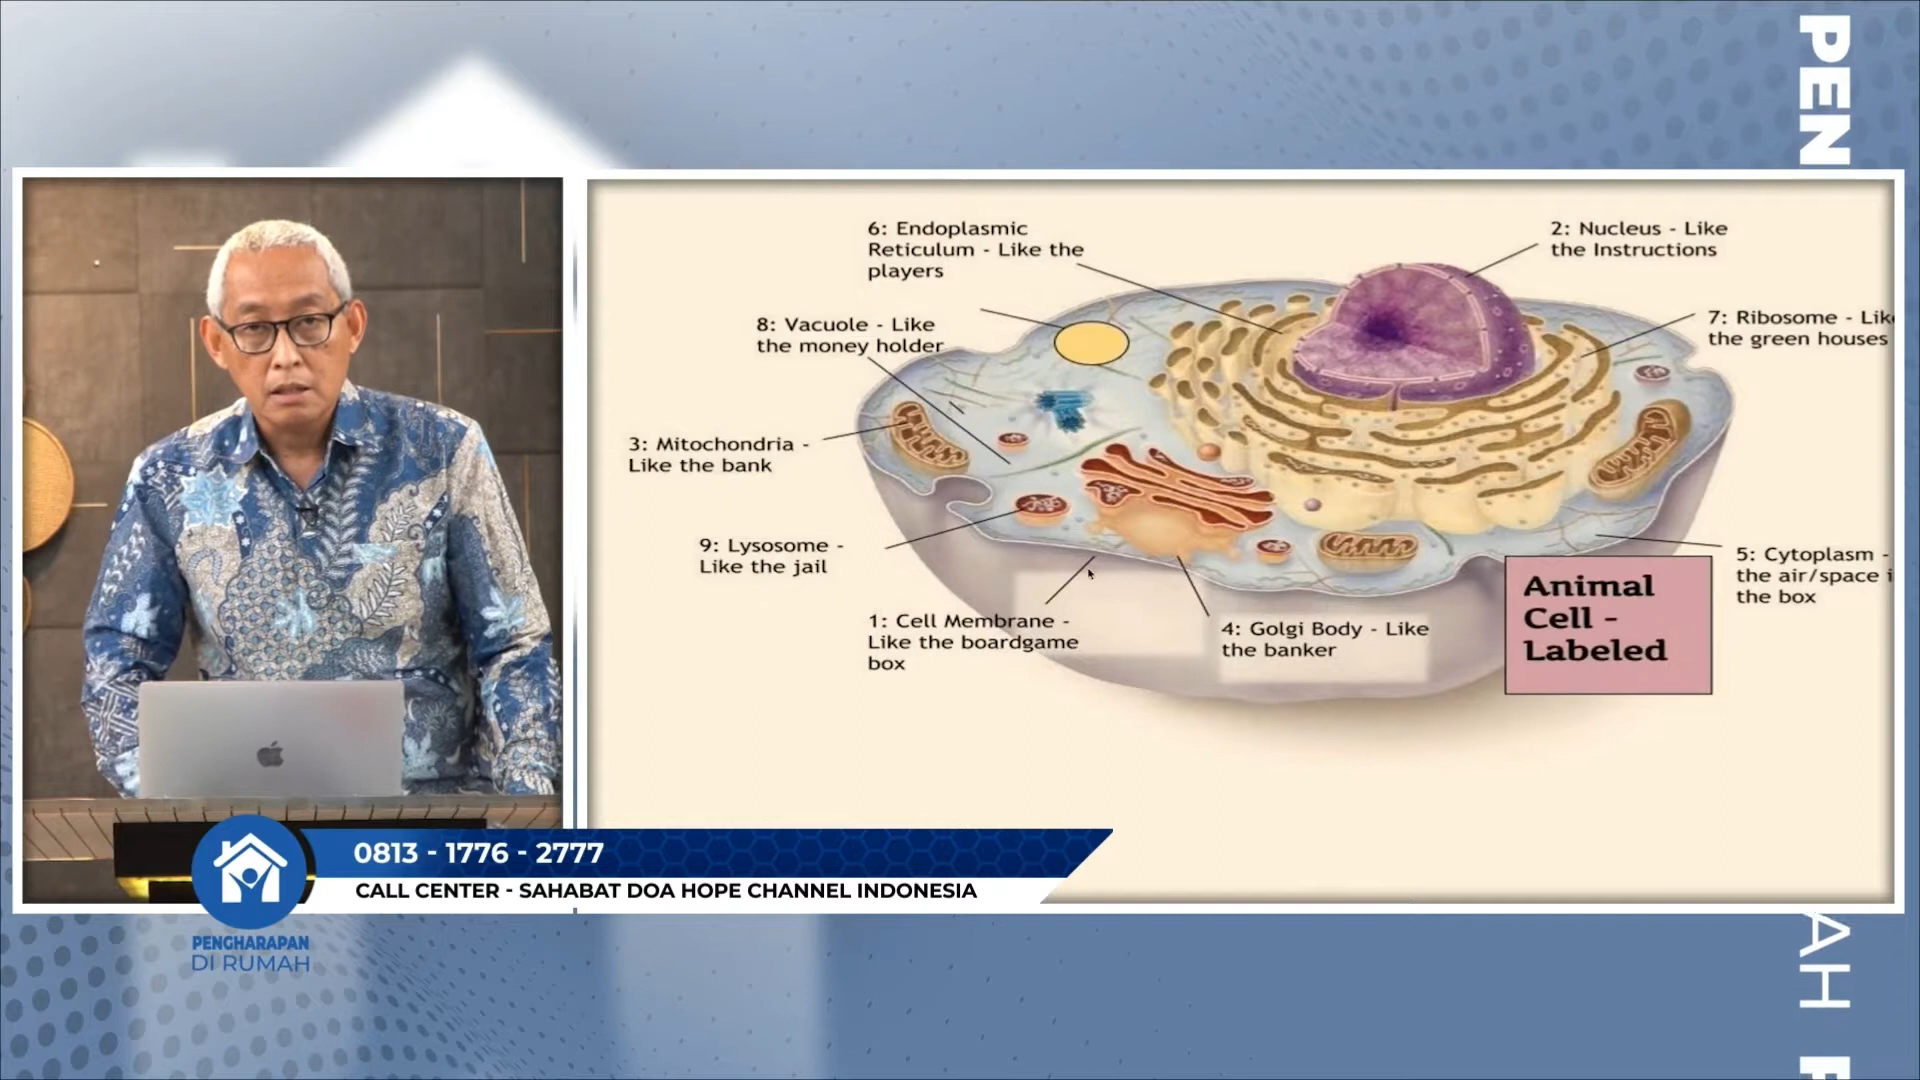 PEN
6: Endoplasmic
Reticulum - Like the
players
2: Nucleus - Like
the Instructions
8: Vacuole - Like
the money holder
7: Ribosome - Lik
the green houses
3: Mitochondria -
Like the bank
9: Lysosome -
Like the jail
5: Cytoplasm -
the air/space i
the box
1: Cell Membrane -
Like the boardgame
box
4: Golgi Body - Like
the banker
Animal
Cell -
Labeled
0813 - 1776 - 2777
CALL CENTER - SAHABAT DOA HOPE CHANNEL INDONESIA
PENGHARAPAN
DI RUMAH
AH